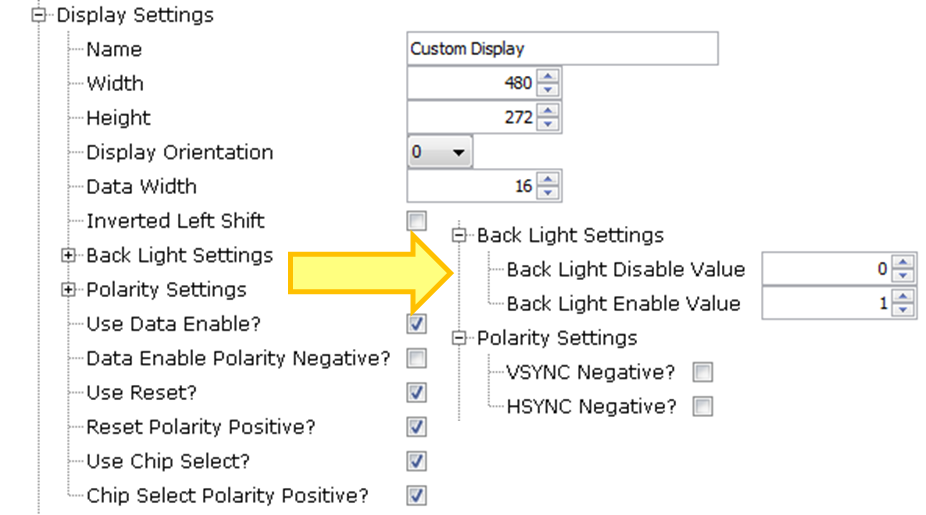 Display Settings
Name Custom Display
Width 480
Height 272
Display Orientation 0
Data Width 16
Inverted Left Shift
Back Light Settings
Polarity Settings
Use Data Enable?
Data Enable Polarity Negative?
Use Reset?
Reset Polarity Positive?
Use Chip Select?
Chip Select Polarity Positive?
Back Light Settings
Back Light Disable Value 0
Back Light Enable Value 1
Polarity Settings
VSYNC Negative?
HSYNC Negative?